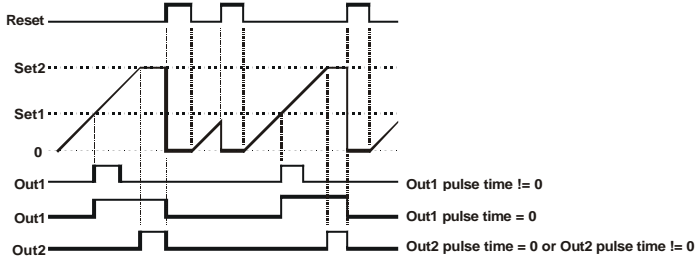 Reset
Set2
Set1
0
Out1 Out1 pulse time != 0
Out1 Out1 pulse time = 0
Out2 Out2 pulse time = 0 or Out2 pulse time != 0